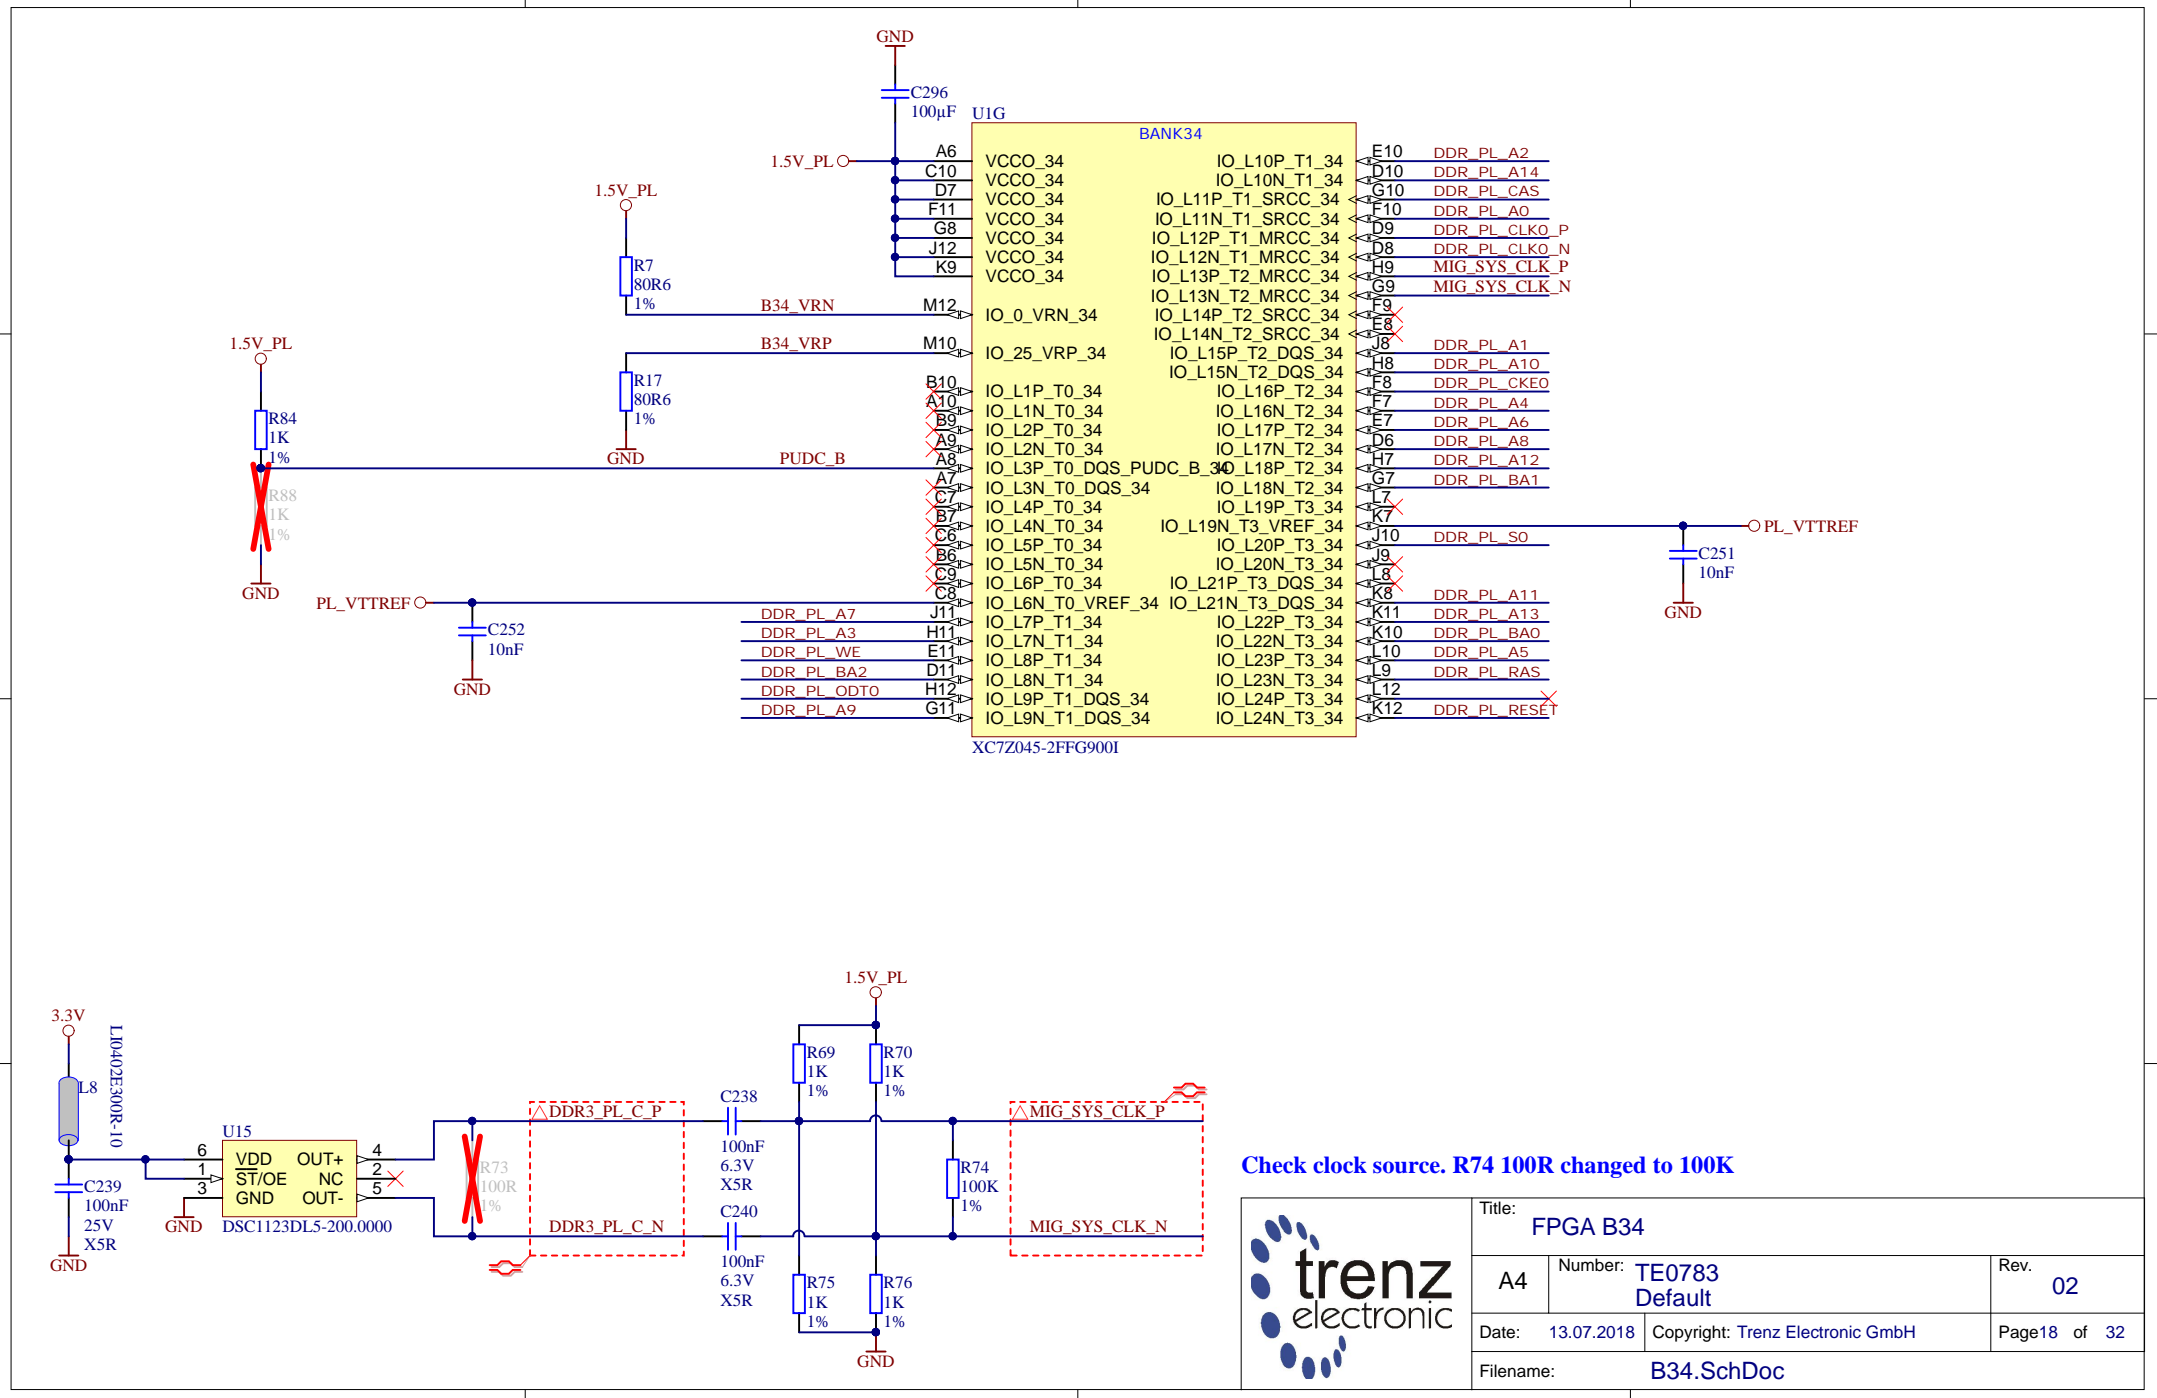 GND
C296
100µF
U1G
BANK34
1.5V_PL
A6 VCCO_34
C10 VCCO_34
D7 VCCO_34
F11 VCCO_34
G8 VCCO_34
J12 VCCO_34
K9 VCCO_34
1.5V_PL
R7
80R6
1%
B34_VRN M12 IO_0_VRN_34
B34_VRP M10 IO_25_VRP_34
R17
80R6
1%
GND
B10 IO_L1P_T0_34
A10 IO_L1N_T0_34
B9 IO_L2P_T0_34
A9 IO_L2N_T0_34
PUDC_B A8 IO_L3P_T0_DQS_PUDC_B_34
A7 IO_L3N_T0_DQS_34
C7 IO_L4P_T0_34
B7 IO_L4N_T0_34
C6 IO_L5P_T0_34
B6 IO_L5N_T0_34
C9 IO_L6P_T0_34
C8 IO_L6N_T0_VREF_34
DDR_PL_A7 J11 IO_L7P_T1_34
DDR_PL_A3 H11 IO_L7N_T1_34
DDR_PL_WE E11 IO_L8P_T1_34
DDR_PL_BA2 D11 IO_L8N_T1_34
DDR_PL_ODT0 H12 IO_L9P_T1_DQS_34
DDR_PL_A9 G11 IO_L9N_T1_DQS_34
IO_L10P_T1_34 E10 DDR_PL_A2
IO_L10N_T1_34 D10 DDR_PL_A14
IO_L11P_T1_SRCC_34 G10 DDR_PL_CAS
IO_L11N_T1_SRCC_34 F10 DDR_PL_A0
IO_L12P_T1_MRCC_34 D9 DDR_PL_CLK0_P
IO_L12N_T1_MRCC_34 D8 DDR_PL_CLK0_N
IO_L13P_T2_MRCC_34 H9 MIG_SYS_CLK_P
IO_L13N_T2_MRCC_34 G9 MIG_SYS_CLK_N
IO_L14P_T2_SRCC_34 F9
IO_L14N_T2_SRCC_34 E8
IO_L15P_T2_DQS_34 J8 DDR_PL_A1
IO_L15N_T2_DQS_34 H8 DDR_PL_A10
IO_L16P_T2_34 F8 DDR_PL_CKE0
IO_L16N_T2_34 F7 DDR_PL_A4
IO_L17P_T2_34 E7 DDR_PL_A6
IO_L17N_T2_34 D6 DDR_PL_A8
IO_L18P_T2_34 H7 DDR_PL_A12
IO_L18N_T2_34 G7 DDR_PL_BA1
IO_L19P_T3_34 L7
IO_L19N_T3_VREF_34 K7 PL_VTTREF
IO_L20P_T3_34 J10 DDR_PL_S0
IO_L20N_T3_34 J9
IO_L21P_T3_DQS_34 L8
IO_L21N_T3_DQS_34 K8 DDR_PL_A11
IO_L22P_T3_34 K11 DDR_PL_A13
IO_L22N_T3_34 K10 DDR_PL_BA0
IO_L23P_T3_34 L10 DDR_PL_A5
IO_L23N_T3_34 L9 DDR_PL_RAS
IO_L24P_T3_34 L12
IO_L24N_T3_34 K12 DDR_PL_RESET
XC7Z045-2FFG900I
C251
10nF
GND
1.5V_PL
R84
1K
1%
R88
1K
1%
GND
PL_VTTREF
C252
10nF
GND
3.3V
L8
LI0402E300R-10
C239
100nF
25V
X5R
GND
U15
6 VDD OUT+ 4
1 ST/OE NC 2
3 GND OUT- 5
GND
DSC1123DL5-200.0000
R73
100R
1%
DDR3_PL_C_P
DDR3_PL_C_N
C238
100nF
6.3V
X5R
C240
100nF
6.3V
X5R
1.5V_PL
R69
1K
1%
R70
1K
1%
R75
1K
1%
R76
1K
1%
GND
R74
100K
1%
MIG_SYS_CLK_P
MIG_SYS_CLK_N
Check clock source. R74 100R changed to 100K
trenz
electronic
Title:
FPGA B34
A4
Number: TE0783
Default
Rev.
02
Date: 13.07.2018
Copyright: Trenz Electronic GmbH
Page18 of 32
Filename: B34.SchDoc